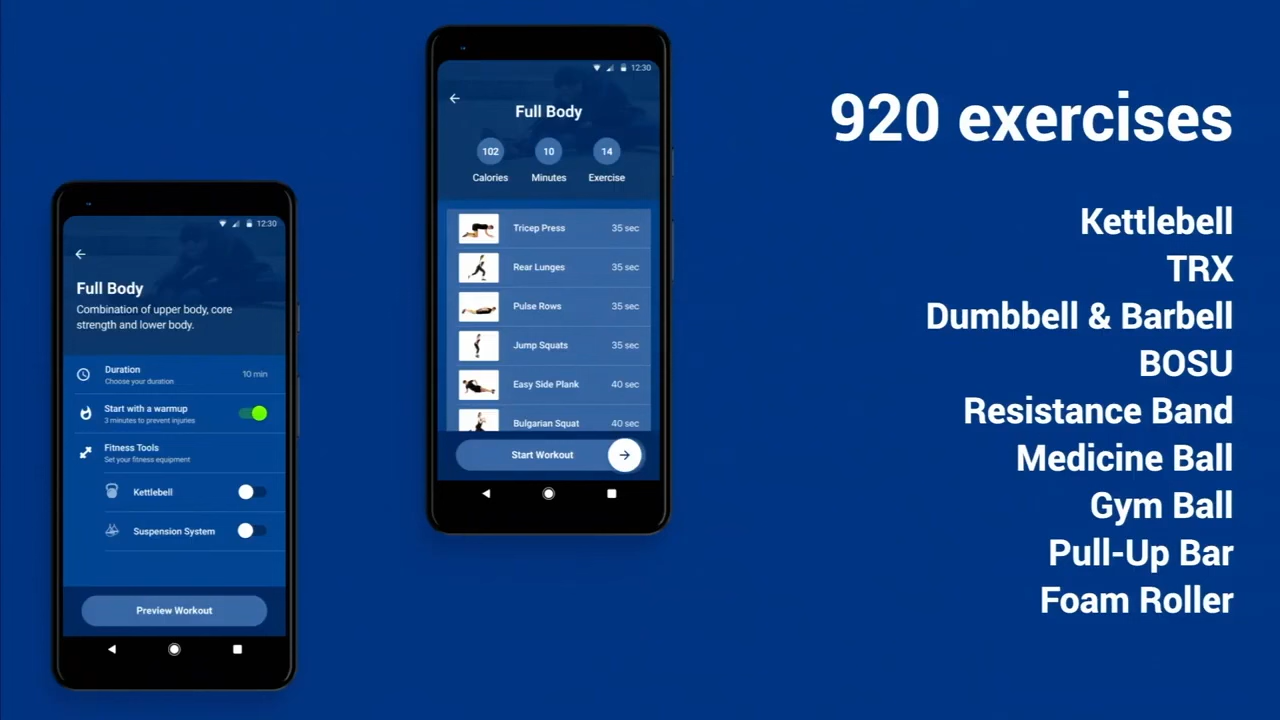 12:30
Full Body
Combination of upper body, core
strength and lower body.
Duration
Choose your duration
10 min
Start with a warmup
3 minutes to prevent injuries
Fitness Tools
Set your fitness equipment
Kettlebell
Suspension System
Preview Workout
12:30
Full Body
102 10 14
Calories Minutes Exercise
Tricep Press 35 sec
Rear Lunges 35 sec
Pulse Rows 35 sec
Jump Squats 35 sec
Easy Side Plank 40 sec
Bulgarian Squat 40 sec
Start Workout
920 exercises
Kettlebell
TRX
Dumbbell & Barbell
BOSU
Resistance Band
Medicine Ball
Gym Ball
Pull-Up Bar
Foam Roller